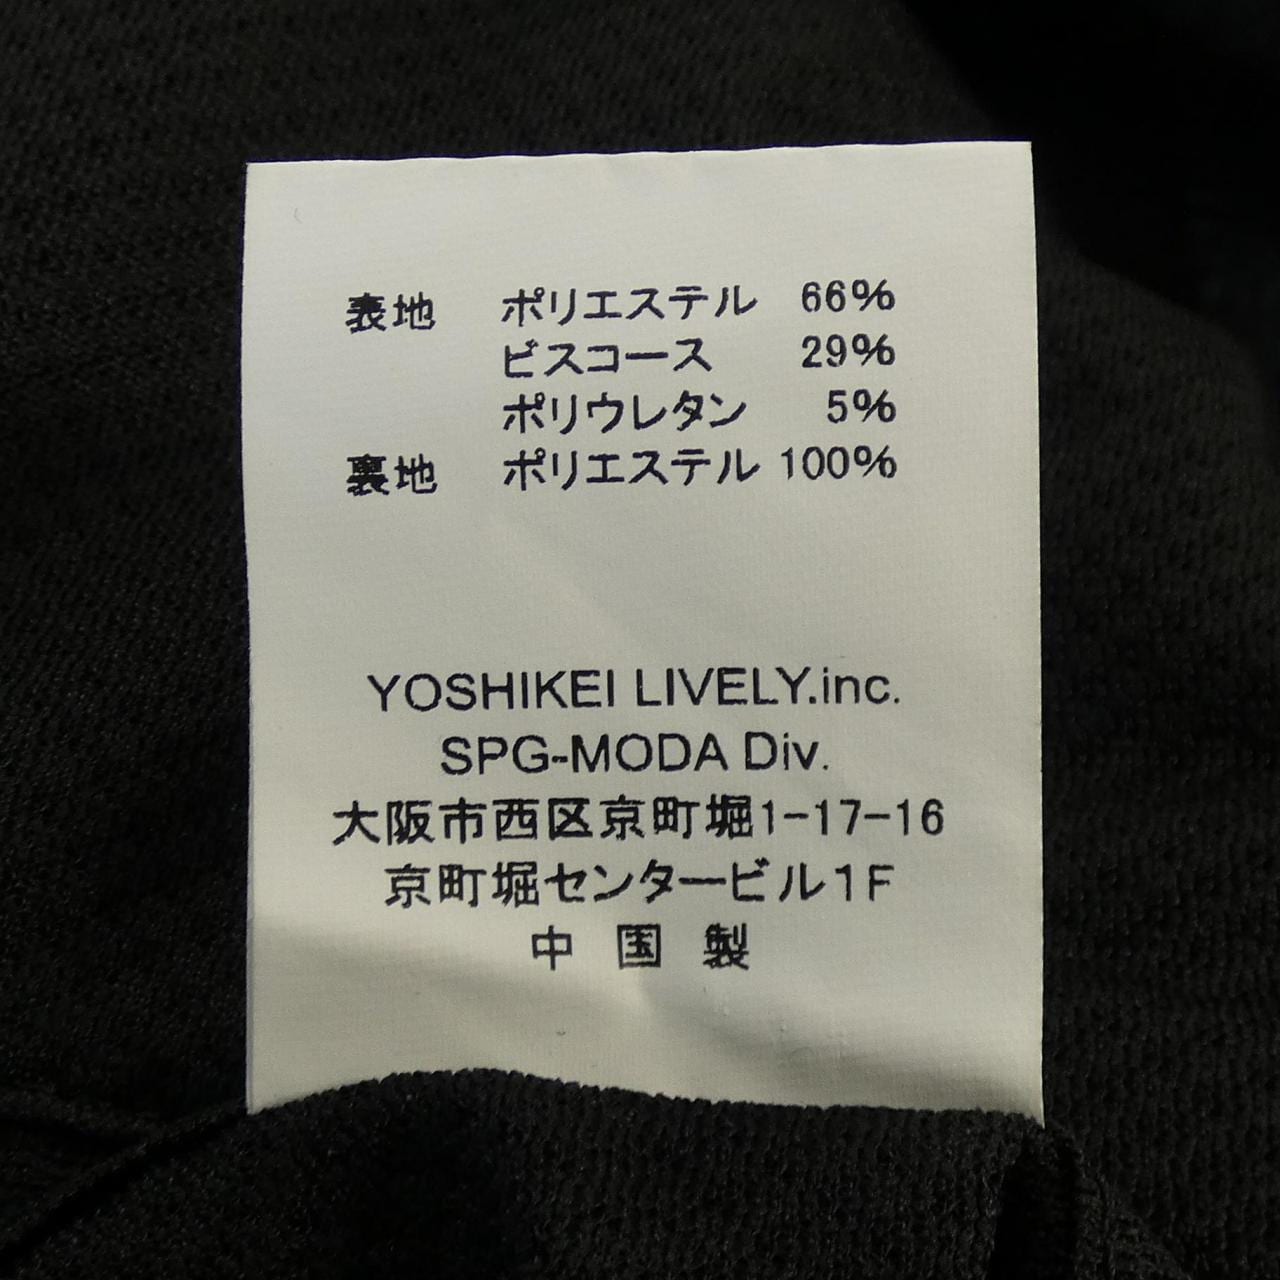 表地 ポリエステル 66%
ビスコース 29%
ポリウレタン 5%
裏地 ポリエステル 100%
YOSHIKEI LIVELY.inc.
SPG-MODA Div.
大阪市西区京町堀1-17-16
京町堀センタービル1F
中国製